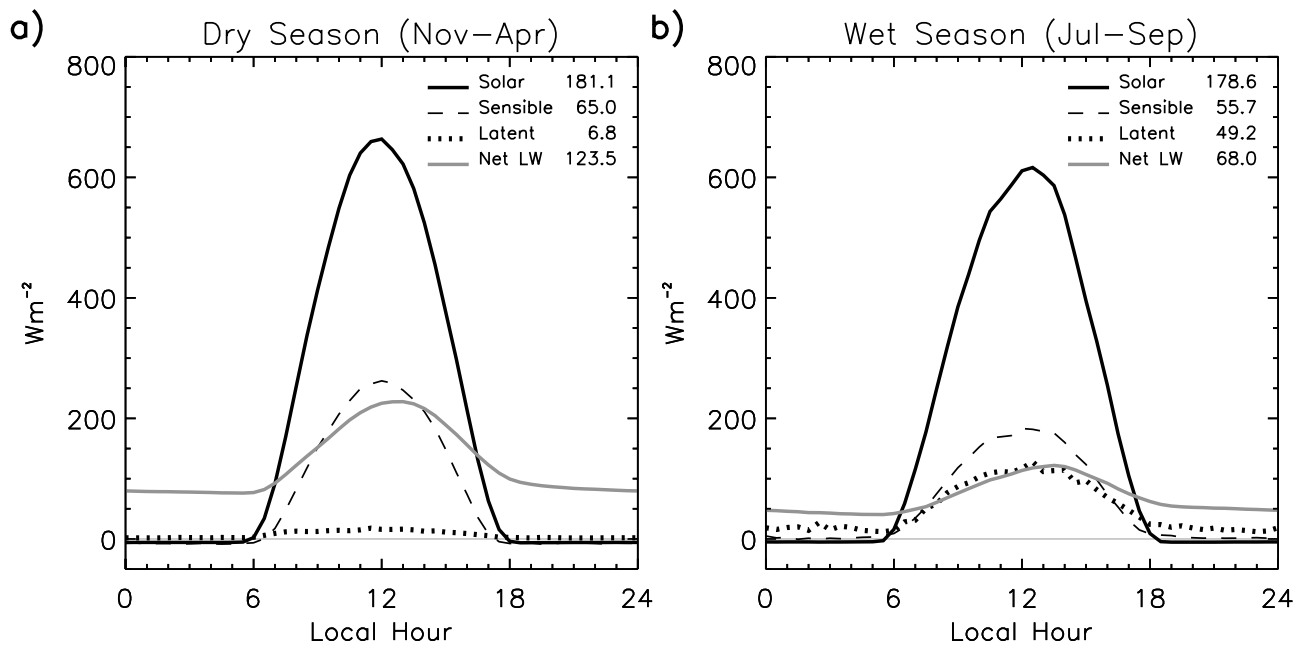 a)
Dry Season (Nov−Apr)
Solar 181.1
Sensible 65.0
Latent 6.8
Net LW 123.5
800
600
400
200
0
Wm⁻²
0 6 12 18 24
Local Hour
b)
Wet Season (Jul−Sep)
Solar 178.6
Sensible 55.7
Latent 49.2
Net LW 68.0
800
600
400
200
0
Wm⁻²
0 6 12 18 24
Local Hour